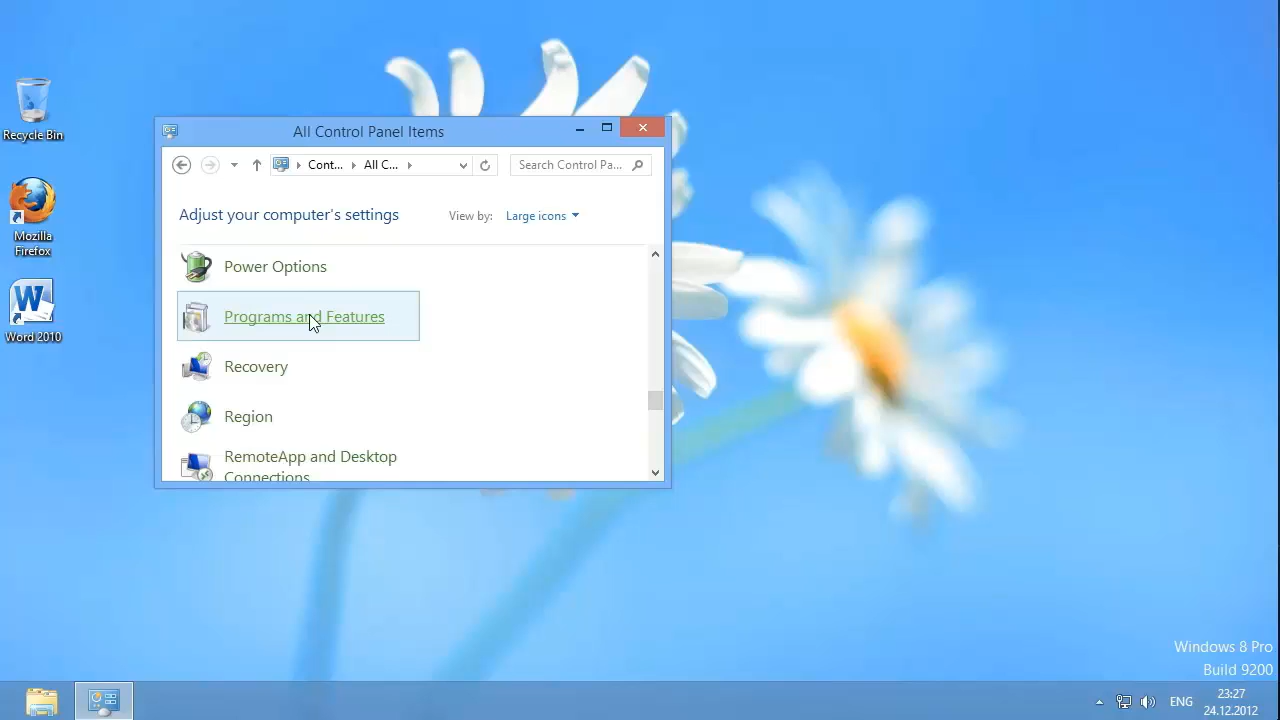 Recycle Bin
Mozilla
Firefox
Word 2010
All Control Panel Items
Cont...
All C...
Search Control Pa...
Adjust your computer's settings
View by:
Large icons
Power Options
Programs and Features
Recovery
Region
RemoteApp and Desktop
Connections
Windows 8 Pro
Build 9200
ENG
23:27
24.12.2012